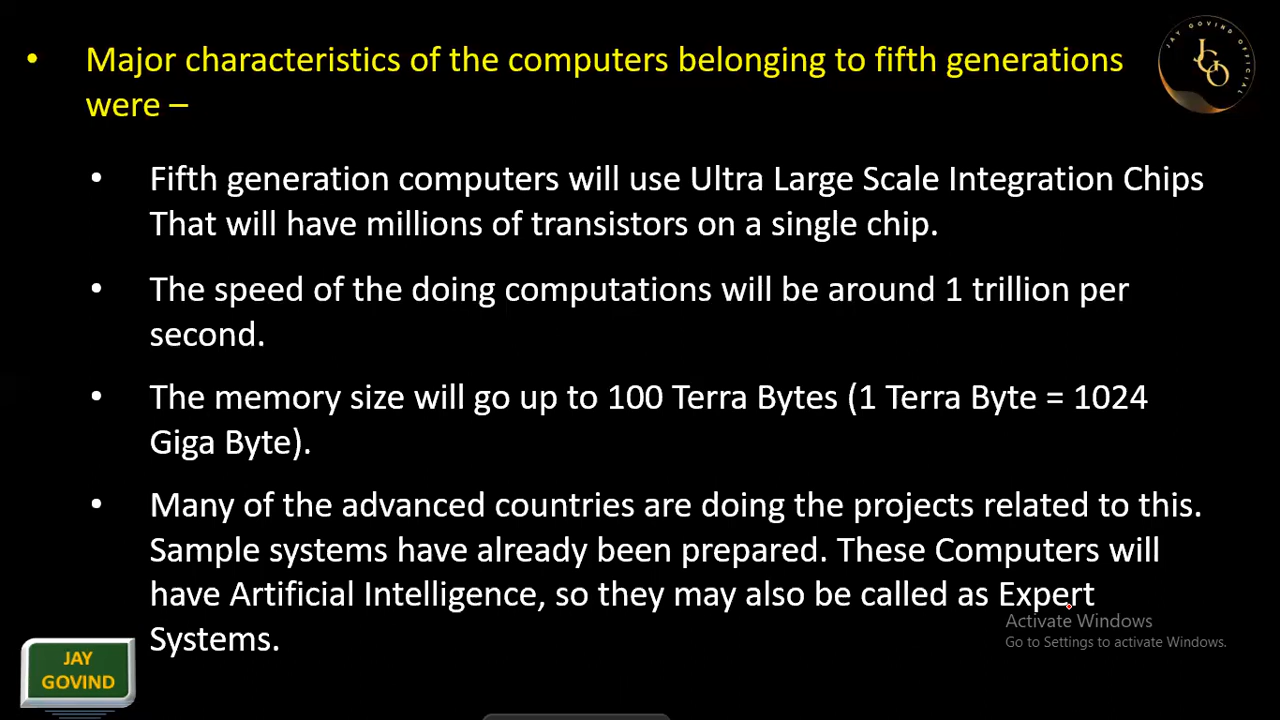 • Major characteristics of the computers belonging to fifth generations
were –
JAY GOVIND OFFICIAL
JGO
• Fifth generation computers will use Ultra Large Scale Integration Chips
That will have millions of transistors on a single chip.
• The speed of the doing computations will be around 1 trillion per
second.
• The memory size will go up to 100 Terra Bytes (1 Terra Byte = 1024
Giga Byte).
• Many of the advanced countries are doing the projects related to this.
Sample systems have already been prepared. These Computers will
have Artificial Intelligence, so they may also be called as Expert
Systems.
Activate Windows
Go to Settings to activate Windows.
JAY
GOVIND